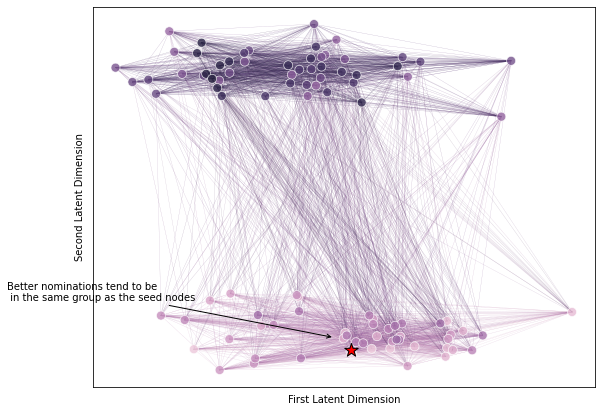 Second Latent Dimension
Better nominations tend to be
in the same group as the seed nodes
First Latent Dimension